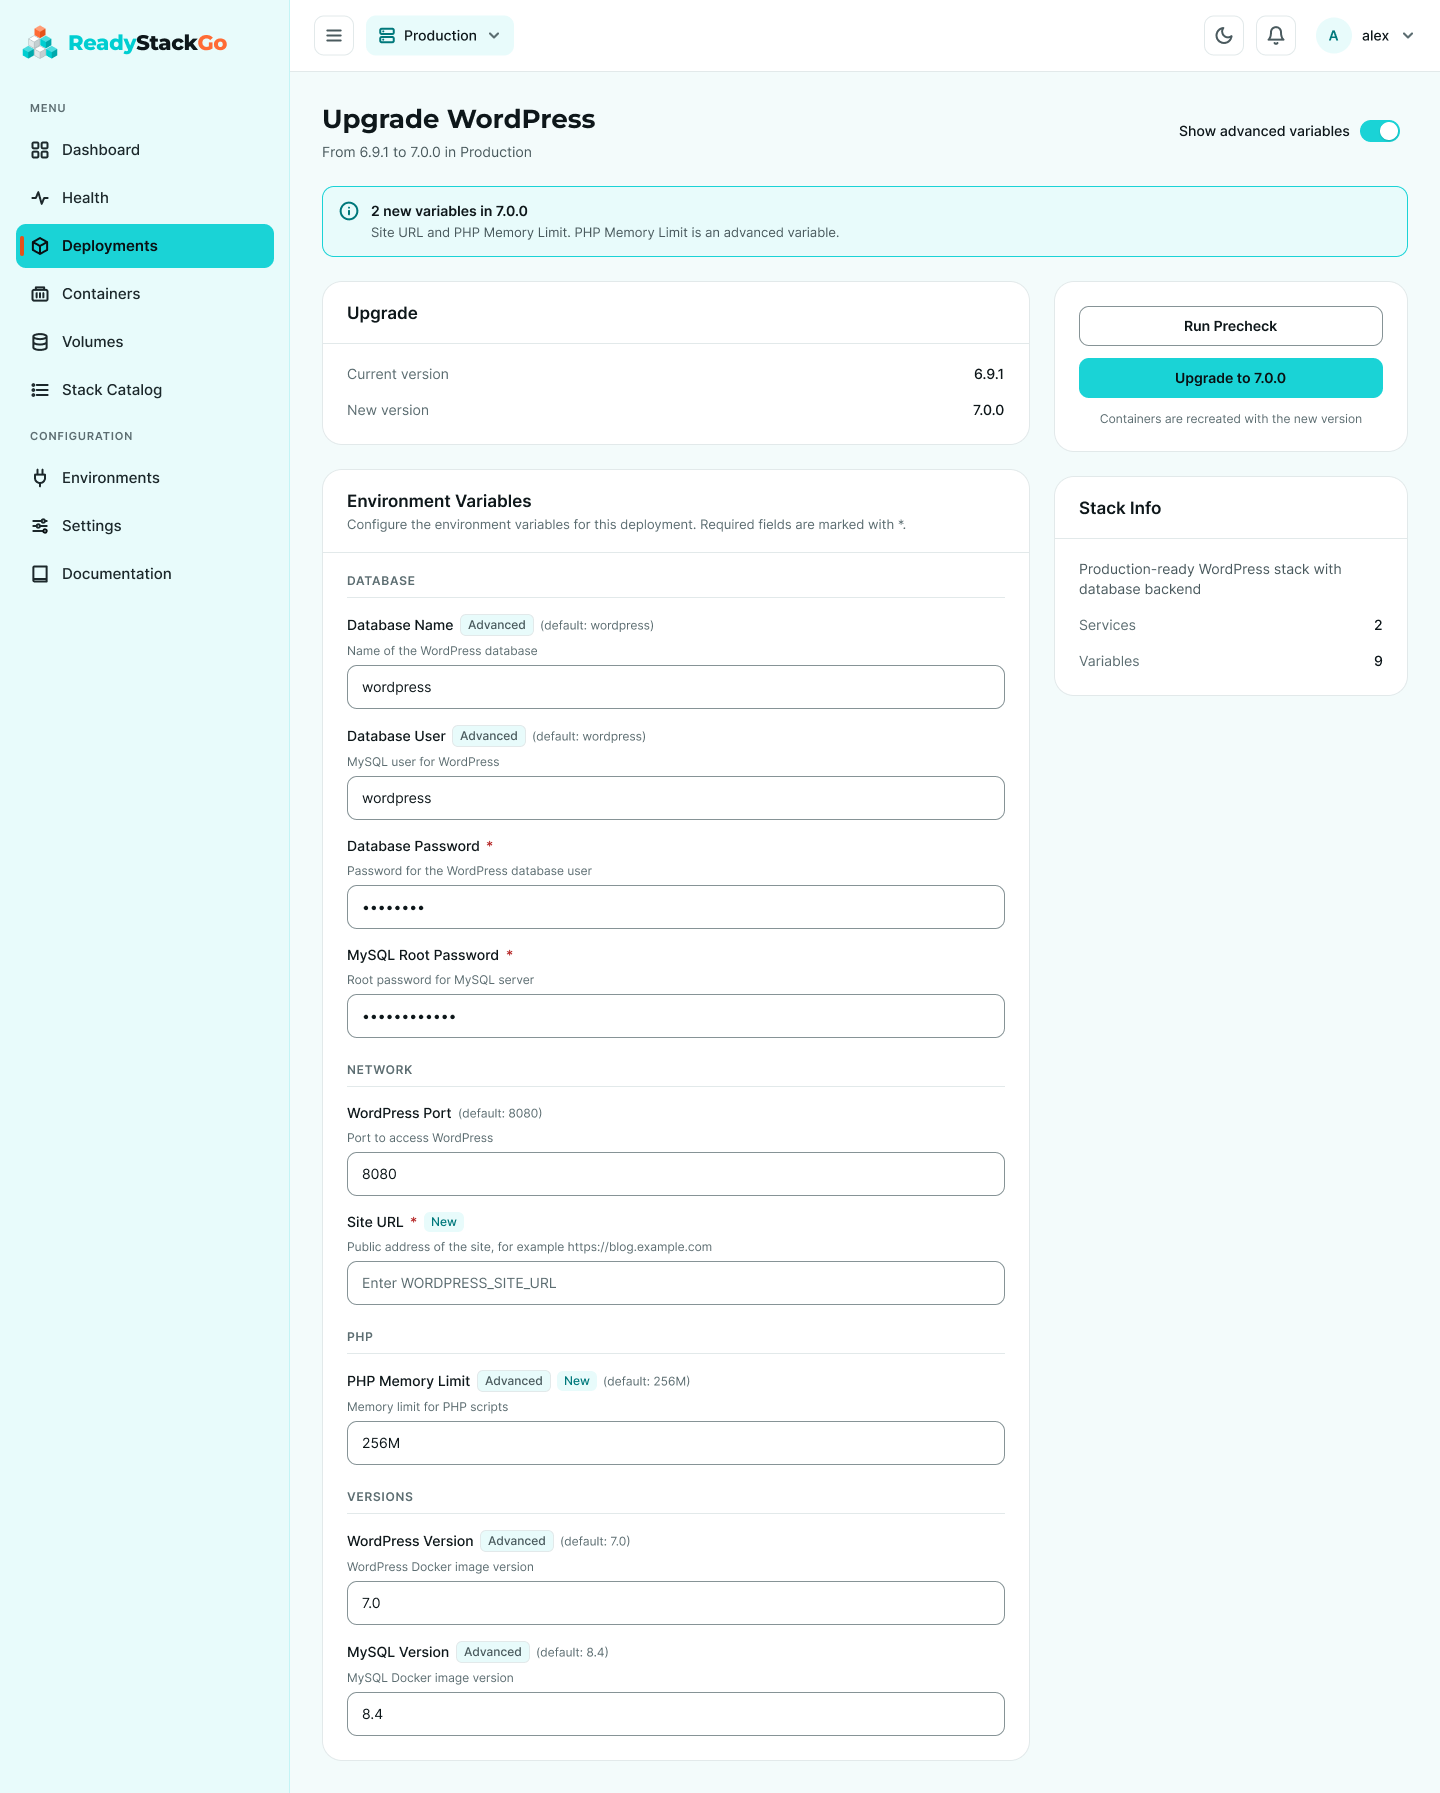 ReadyStackGo
Production
A
alex
MENU
Dashboard
Health
Deployments
Containers
Volumes
Stack Catalog
CONFIGURATION
Environments
Settings
Documentation
Upgrade WordPress
From 6.9.1 to 7.0.0 in Production
Show advanced variables
2 new variables in 7.0.0
Site URL and PHP Memory Limit. PHP Memory Limit is an advanced variable.
Upgrade
Current version 6.9.1
New version 7.0.0
Run Precheck
Upgrade to 7.0.0
Containers are recreated with the new version
Stack Info
Production-ready WordPress stack with
database backend
Services 2
Variables 9
Environment Variables
Configure the environment variables for this deployment. Required fields are marked with *.
DATABASE
Database Name Advanced (default: wordpress)
Name of the WordPress database
wordpress
Database User Advanced (default: wordpress)
MySQL user for WordPress
wordpress
Database Password *
Password for the WordPress database user
••••••••
MySQL Root Password *
Root password for MySQL server
••••••••••••
NETWORK
WordPress Port (default: 8080)
Port to access WordPress
8080
Site URL * New
Public address of the site, for example https://blog.example.com
Enter WORDPRESS_SITE_URL
PHP
PHP Memory Limit Advanced New (default: 256M)
Memory limit for PHP scripts
256M
VERSIONS
WordPress Version Advanced (default: 7.0)
WordPress Docker image version
7.0
MySQL Version Advanced (default: 8.4)
MySQL Docker image version
8.4